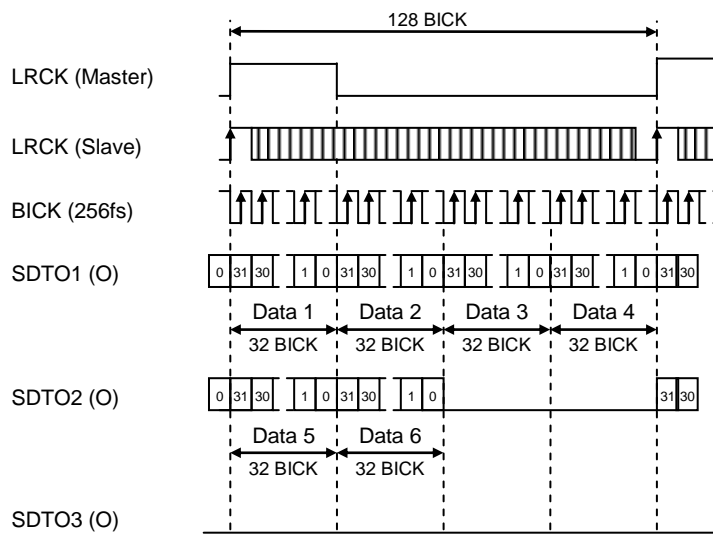 128 BICK
LRCK (Master)
LRCK (Slave)
BICK (256fs)
SDTO1 (O)
0 31 30 1 0 31 30 1 0 31 30 1 0 31 30 1 0 31 30
Data 1 Data 2 Data 3 Data 4
32 BICK 32 BICK 32 BICK 32 BICK
SDTO2 (O)
0 31 30 1 0 31 30 1 0 31 30
Data 5 Data 6
32 BICK 32 BICK
SDTO3 (O)